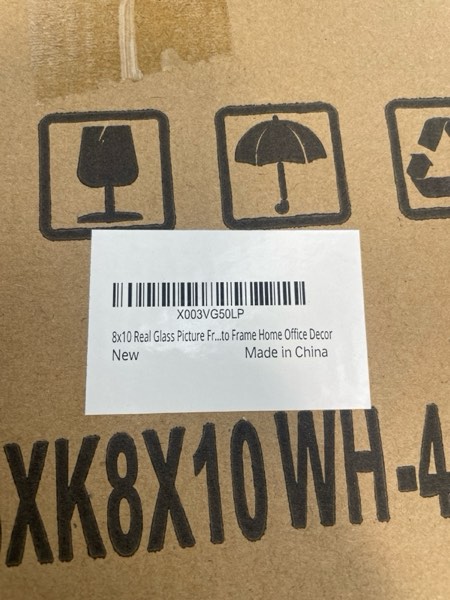 X003VG50LP
8x10 Real Glass Picture Fr...to Frame Home Office Decor
New Made in China
XK8X10WH-4